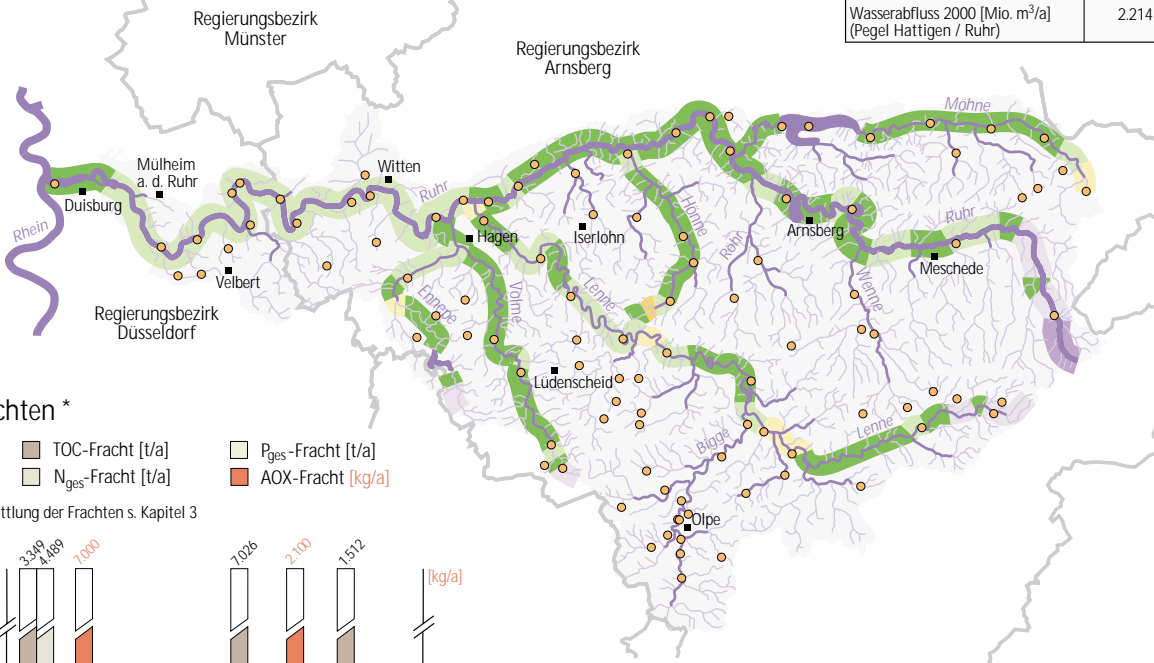 Regierungsbezirk
Münster
Regierungsbezirk
Arnsberg
Wasserabfluss 2000 [Mio. m³/a]
(Pegel Hattigen / Ruhr)
2.214
Möhne
Mülheim
a. d. Ruhr
Witten
Ruhr
Duisburg
Rhein
Hagen
Iserlohn
Hönne
Röhr
Arnsberg
Ruhr
Meschede
Velbert
Regierungsbezirk
Düsseldorf
Ennepe
Volme
Lenne
Wenne
Lüdenscheid
Bigge
Lenne
Olpe
chten *
TOC-Fracht [t/a]
Pges-Fracht [t/a]
Nges-Fracht [t/a]
AOX-Fracht [kg/a]
ttlung der Frachten s. Kapitel 3
3.349
4.489
7.000
7.026
2.100
1.512
[kg/a]